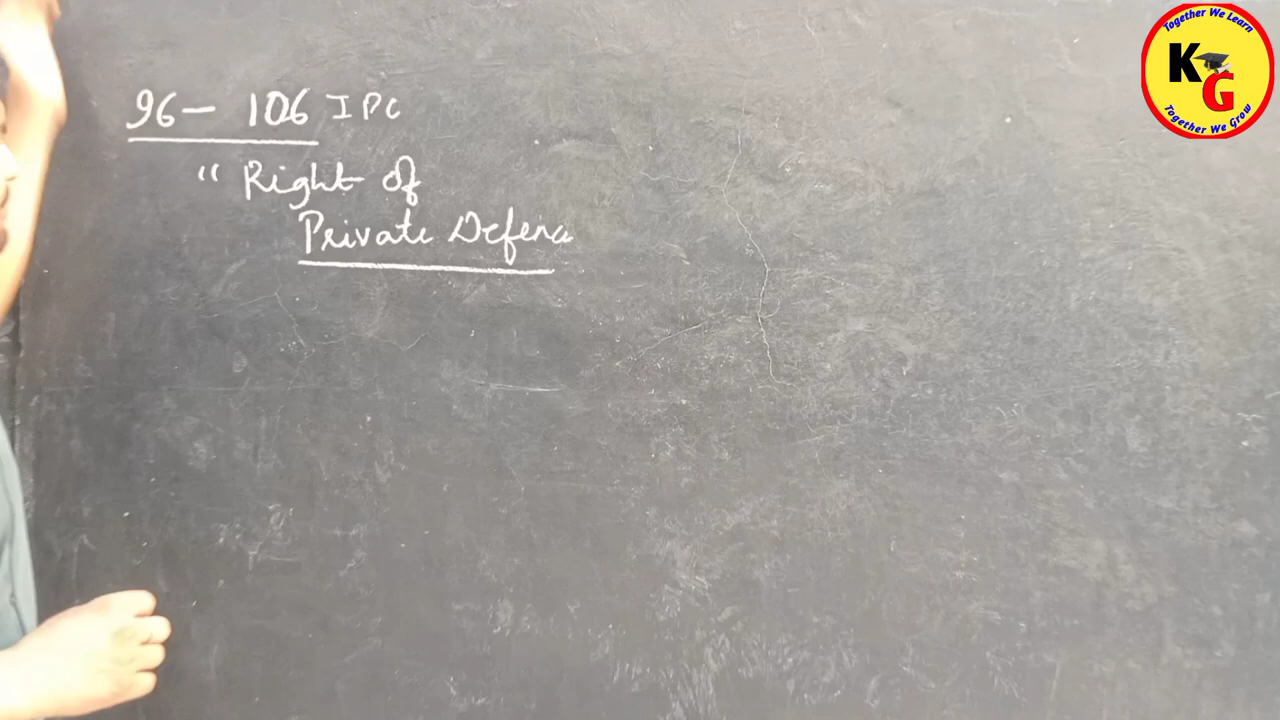 96 – 106 IPC
“ Right of
Private Defenc
Together We Learn
KG
Together We Grow